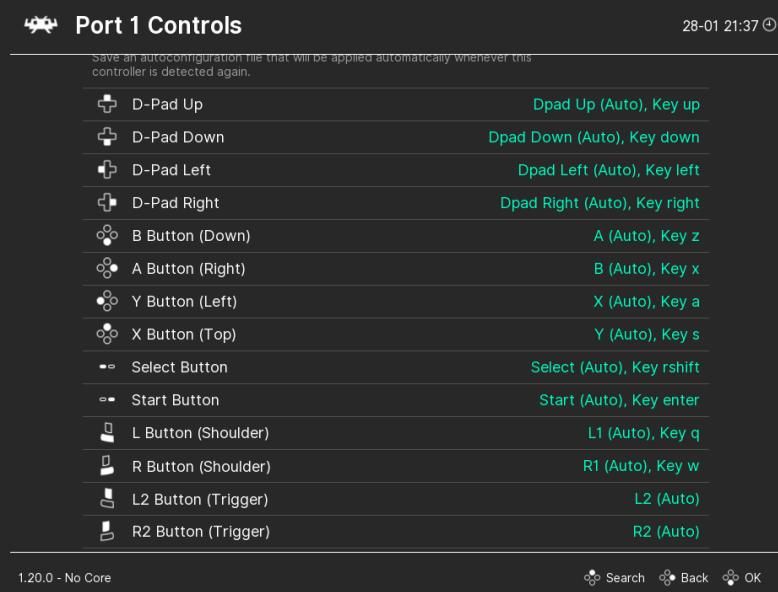 Port 1 Controls
28-01 21:37
Save an autoconfiguration file that will be applied automatically whenever this
controller is detected again.
D-Pad Up Dpad Up (Auto), Key up
D-Pad Down Dpad Down (Auto), Key down
D-Pad Left Dpad Left (Auto), Key left
D-Pad Right Dpad Right (Auto), Key right
B Button (Down) A (Auto), Key z
A Button (Right) B (Auto), Key x
Y Button (Left) X (Auto), Key a
X Button (Top) Y (Auto), Key s
Select Button Select (Auto), Key rshift
Start Button Start (Auto), Key enter
L Button (Shoulder) L1 (Auto), Key q
R Button (Shoulder) R1 (Auto), Key w
L2 Button (Trigger) L2 (Auto)
R2 Button (Trigger) R2 (Auto)
1.20.0 - No Core Search Back OK